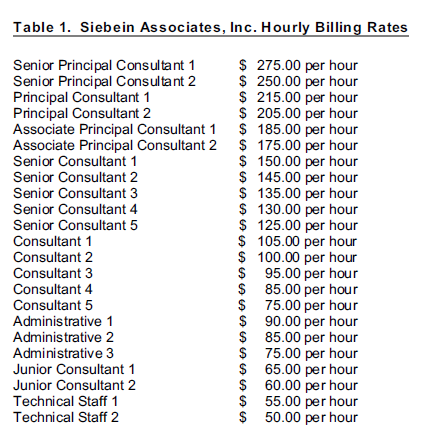 Table 1. Siebein Associates, Inc. Hourly Billing Rates
Senior Principal Consultant 1 $ 275.00 per hour
Senior Principal Consultant 2 $ 250.00 per hour
Principal Consultant 1 $ 215.00 per hour
Principal Consultant 2 $ 205.00 per hour
Associate Principal Consultant 1 $ 185.00 per hour
Associate Principal Consultant 2 $ 175.00 per hour
Senior Consultant 1 $ 150.00 per hour
Senior Consultant 2 $ 145.00 per hour
Senior Consultant 3 $ 135.00 per hour
Senior Consultant 4 $ 130.00 per hour
Senior Consultant 5 $ 125.00 per hour
Consultant 1 $ 105.00 per hour
Consultant 2 $ 100.00 per hour
Consultant 3 $ 95.00 per hour
Consultant 4 $ 85.00 per hour
Consultant 5 $ 75.00 per hour
Administrative 1 $ 90.00 per hour
Administrative 2 $ 85.00 per hour
Administrative 3 $ 75.00 per hour
Junior Consultant 1 $ 65.00 per hour
Junior Consultant 2 $ 60.00 per hour
Technical Staff 1 $ 55.00 per hour
Technical Staff 2 $ 50.00 per hour